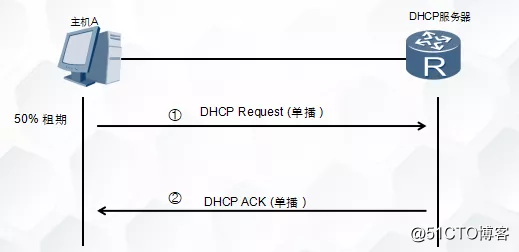 主机A
DHCP服务器
R
50% 租期
① DHCP Request (单播)
② DHCP ACK (单播)
@51CTO博客